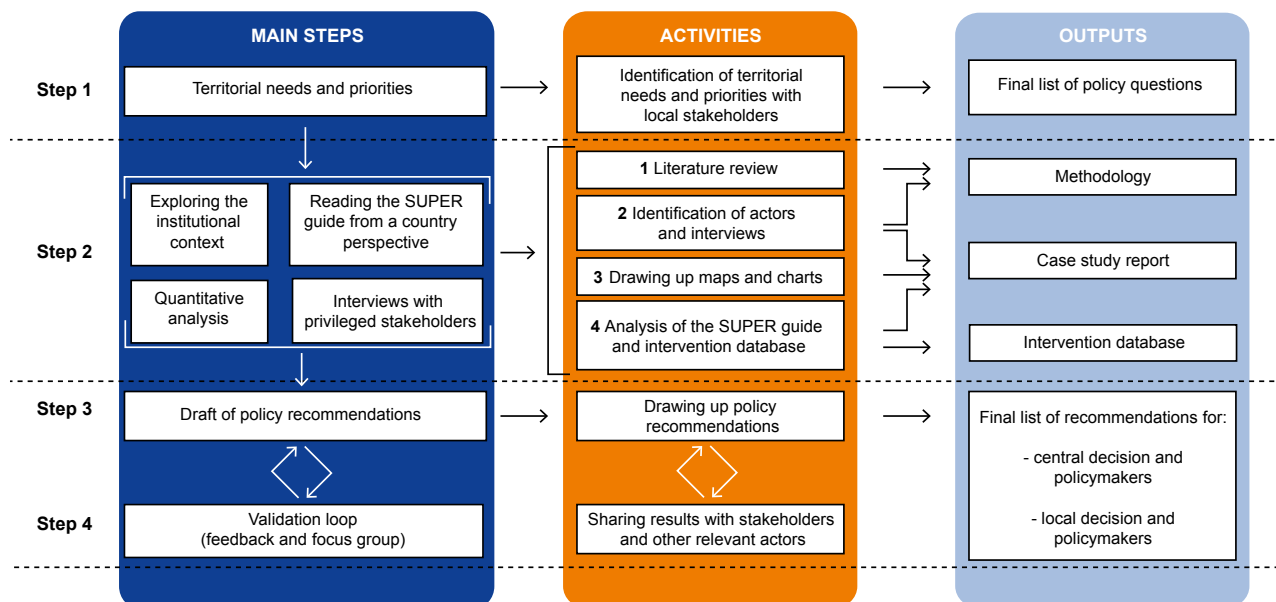 MAIN STEPS
ACTIVITIES
OUTPUTS
Step 1
Territorial needs and priorities
Identification of territorial
needs and priorities with
local stakeholders
Final list of policy questions
Step 2
Exploring the
institutional
context
Reading the SUPER
guide from a country
perspective
Quantitative
analysis
Interviews with
privileged stakeholders
1 Literature review
2 Identification of actors
and interviews
3 Drawing up maps and charts
4 Analysis of the SUPER guide
and intervention database
Methodology
Case study report
Intervention database
Step 3
Draft of policy recommendations
Drawing up policy
recommendations
Final list of recommendations for:
- central decision and
policymakers
- local decision and
policymakers
Step 4
Validation loop
(feedback and focus group)
Sharing results with stakeholders
and other relevant actors